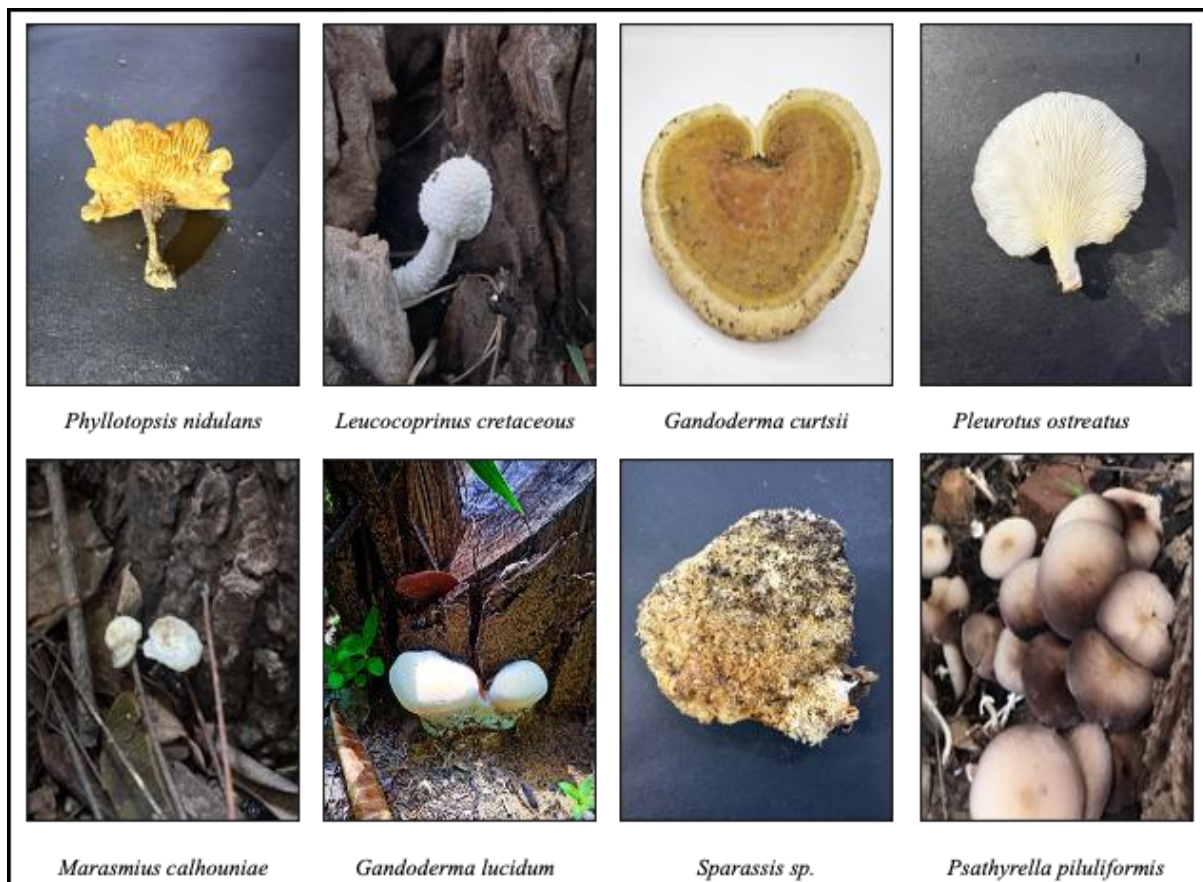 Phyllotopsis nidulans
Leucocoprinus cretaceous
Gandoderma curtsii
Pleurotus ostreatus
Marasmius calhouniae
Gandoderma lucidum
Sparassis sp.
Psathyrella piluliformis